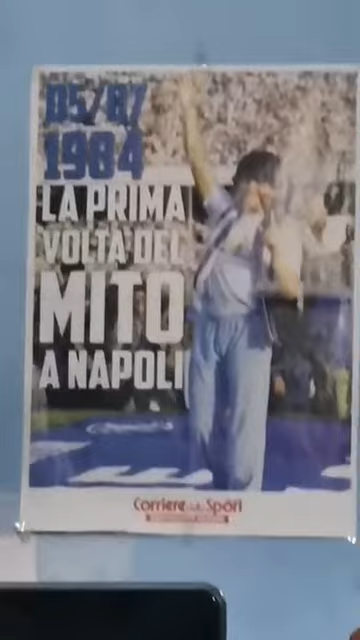 05/07
1984
LA PRIMA
VOLTA DEL
MITO
A NAPOLI
Corriere dello Sport